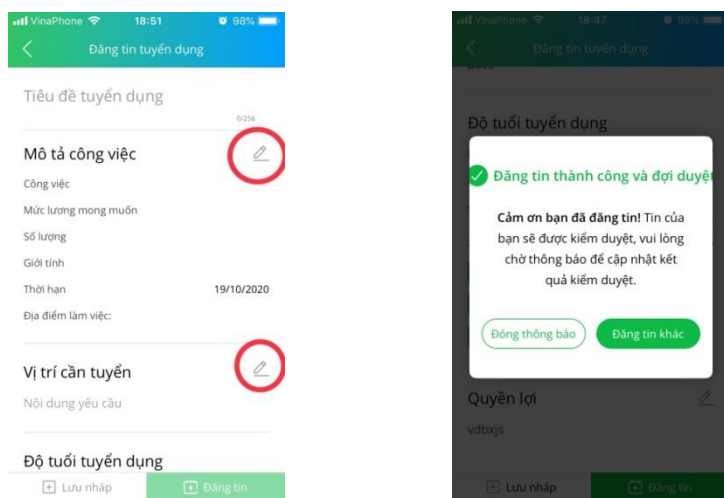 VinaPhone 18:51 98%
Đăng tin tuyển dụng
Tiêu đề tuyển dụng
0/256
Mô tả công việc
Công việc
Mức lương mong muốn
Số lượng
Giới tính
Thời hạn 19/10/2020
Địa điểm làm việc:
Vị trí cần tuyển
Nội dung yêu cầu
Độ tuổi tuyển dụng
Lưu nháp Đăng tin
VinaPhone 18:47 98%
Đăng tin tuyển dụng
Độ tuổi tuyển dụng
Đăng tin thành công và đợi duyệt
Cảm ơn bạn đã đăng tin! Tin của
bạn sẽ được kiểm duyệt, vui lòng
chờ thông báo để cập nhật kết
quả kiểm duyệt.
Đóng thông báo Đăng tin khác
Quyền lợi
vdbxjs
Lưu nháp Đăng tin